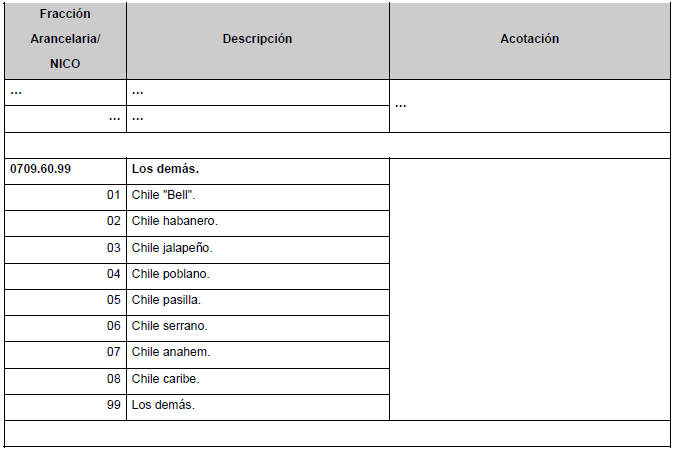 Fracción
Arancelaria/
NICO
Descripción
Acotación
... ...
...
... ...
0709.60.99 Los demás.
01 Chile "Bell".
02 Chile habanero.
03 Chile jalapeño.
04 Chile poblano.
05 Chile pasilla.
06 Chile serrano.
07 Chile anahem.
08 Chile caribe.
99 Los demás.